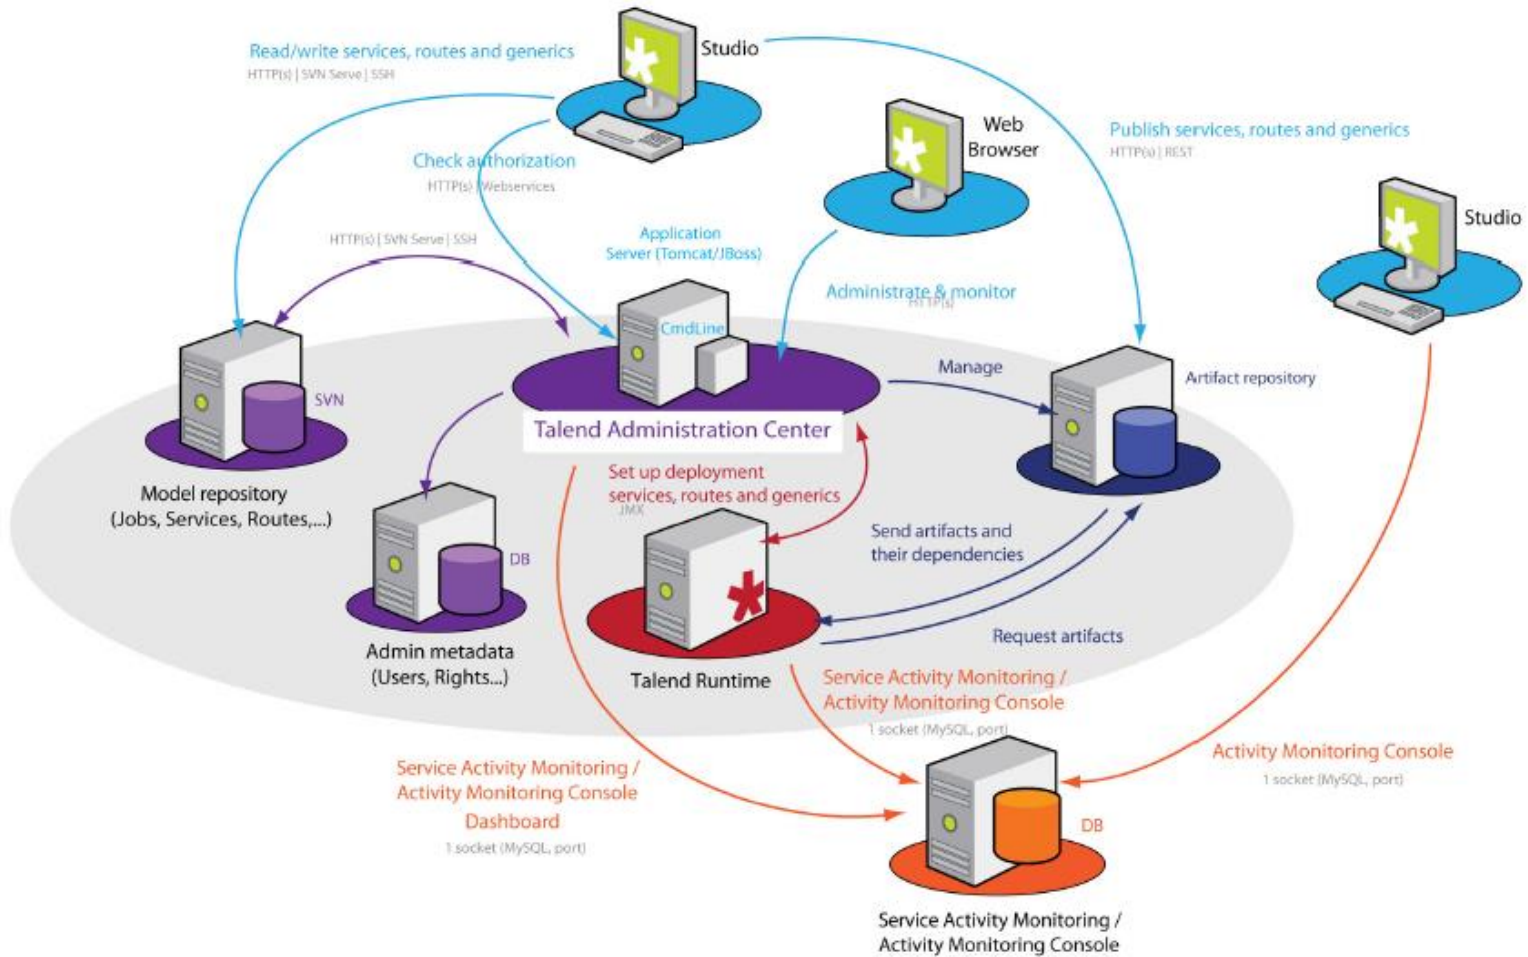 Studio
Read/write services, routes and generics
HTTP(s) | SVN Serve | SSH
Web
Browser
Publish services, routes and generics
HTTP(s) | REST
Check authorization
HTTP(s) | Webservices
Studio
HTTP(s) | SVN Serve | SSH
Application
Server (Tomcat/JBoss)
Administrate & monitor
HTTP(s)
CmdLine
Manage
Artifact repository
SVN
Talend Administration Center
Set up deployment
services, routes and generics
JMX
Model repository
(Jobs, Services, Routes,...)
Send artifacts and
their dependencies
DB
Request artifacts
Admin metadata
(Users, Rights...)
Talend Runtime
Service Activity Monitoring /
Activity Monitoring Console
1 socket (MySQL, port)
Activity Monitoring Console
1 socket (MySQL, port)
Service Activity Monitoring /
Activity Monitoring Console
Dashboard
1 socket (MySQL, port)
DB
Service Activity Monitoring /
Activity Monitoring Console